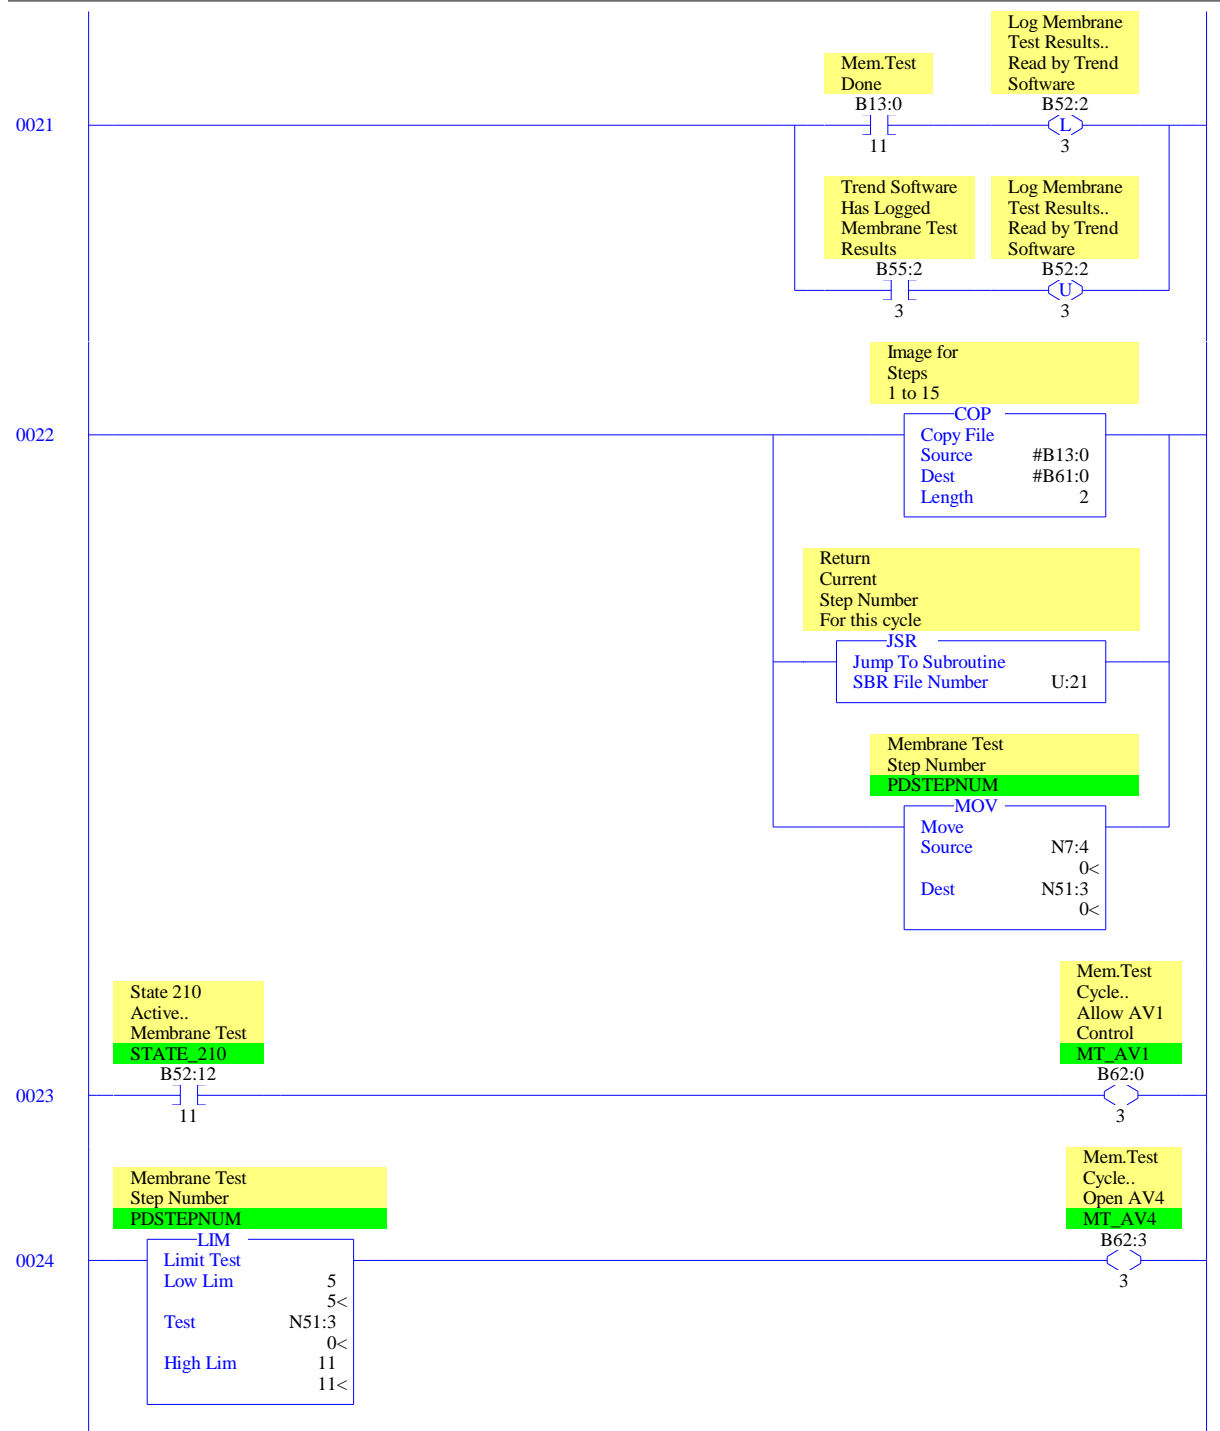 Log Membrane
Test Results..
Read by Trend
Software
Mem.Test
Done
B13:0
B52:2
0021
L
11
3
Trend Software
Has Logged
Membrane Test
Results
Log Membrane
Test Results..
Read by Trend
Software
B55:2
B52:2
U
3
3
Image for
Steps
1 to 15
0022
COP
Copy File
Source #B13:0
Dest #B61:0
Length 2
Return
Current
Step Number
For this cycle
JSR
Jump To Subroutine
SBR File Number U:21
Membrane Test
Step Number
PDSTEPNUM
MOV
Move
Source N7:4
0<
Dest N51:3
0<
State 210
Active..
Membrane Test
STATE_210
B52:12
Mem.Test
Cycle..
Allow AV1
Control
MT_AV1
B62:0
0023
11
3
Membrane Test
Step Number
PDSTEPNUM
Mem.Test
Cycle..
Open AV4
MT_AV4
B62:3
0024
3
LIM
Limit Test
Low Lim 5
5<
Test N51:3
0<
High Lim 11
11<